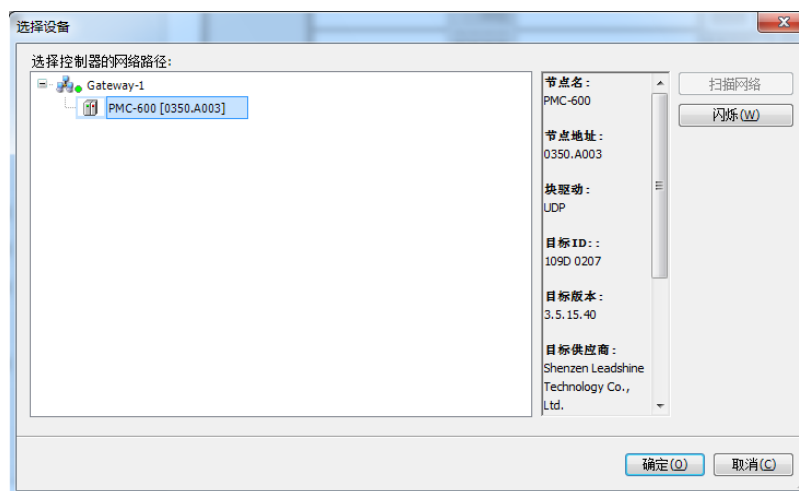 选择设备
选择控制器的网络路径:
Gateway-1
PMC-600 [0350.A003]
节点名:
PMC-600
节点地址:
0350.A003
块驱动:
UDP
目标ID::
109D 0207
目标版本:
3.5.15.40
目标供应商:
Shenzen Leadshine
Technology Co.,
Ltd.
扫描网络
闪烁(W)
确定(O)
取消(C)